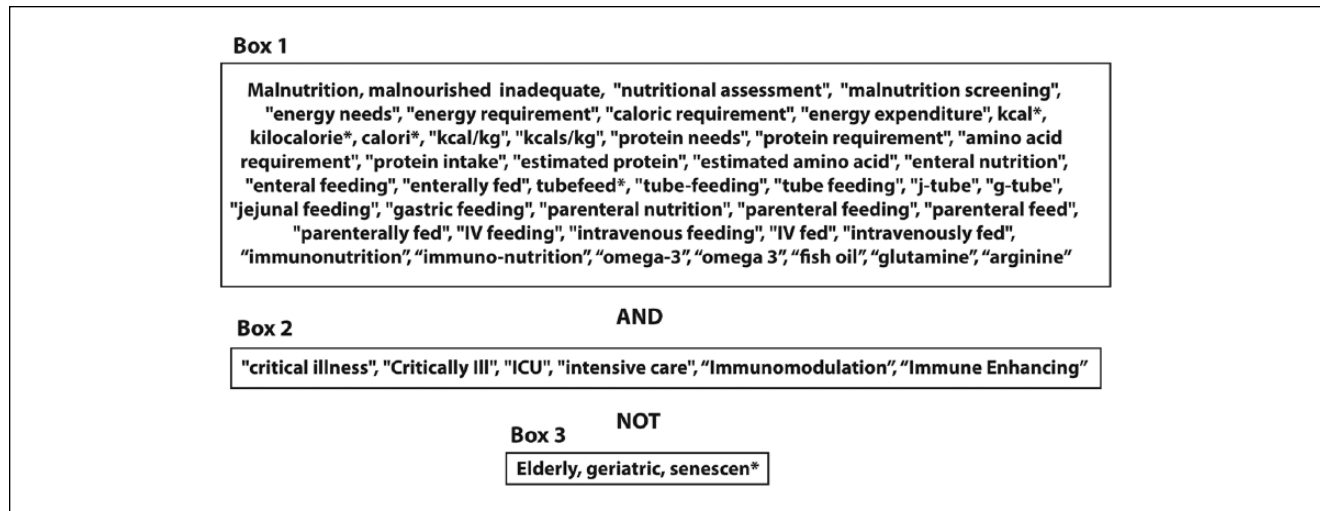 Box 1
Malnutrition, malnourished inadequate, "nutritional assessment", "malnutrition screening",
"energy needs", "energy requirement", "caloric requirement", "energy expenditure", kcal*,
kilocalorie*, calori*, "kcal/kg", "kcals/kg", "protein needs", "protein requirement", "amino acid
requirement", "protein intake", "estimated protein", "estimated amino acid", "enteral nutrition",
"enteral feeding", "enterally fed", tubefeed*, "tube-feeding", "tube feeding", "j-tube", "g-tube",
"jejunal feeding", "gastric feeding", "parenteral nutrition", "parenteral feeding", "parenteral feed",
"parenterally fed", "IV feeding", "intravenous feeding", "IV fed", "intravenously fed",
“immunonutrition”, “immuno-nutrition”, “omega-3”, “omega 3”, “fish oil”, “glutamine”, “arginine”
AND
Box 2
"critical illness", "Critically Ill", "ICU", "intensive care", “Immunomodulation”, “Immune Enhancing”
NOT
Box 3
Elderly, geriatric, senescen*